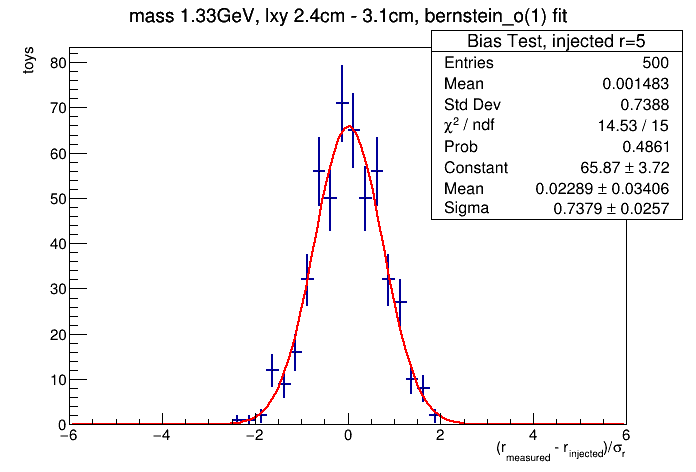 mass 1.33GeV, lxy 2.4cm - 3.1cm, bernstein_o(1) fit
Bias Test, injected r=5
Entries 500
Mean 0.001483
Std Dev 0.7388
χ² / ndf 14.53 / 15
Prob 0.4861
Constant 65.87 ± 3.72
Mean 0.02289 ± 0.03406
Sigma 0.7379 ± 0.0257
toys
80
70
60
50
40
30
20
10
0
−6 −4 −2 0 2 4 6
(r_measured - r_injected)/σ_r